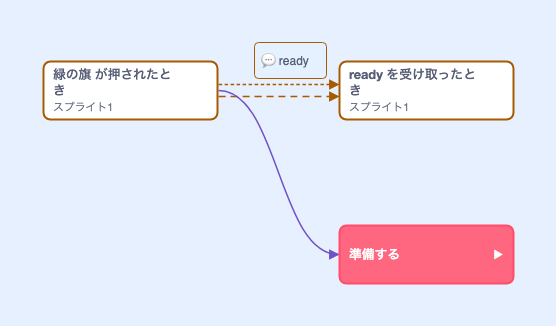 緑の旗 が押されたと
き
スプライト1
ready
ready を受け取ったと
き
スプライト1
準備する